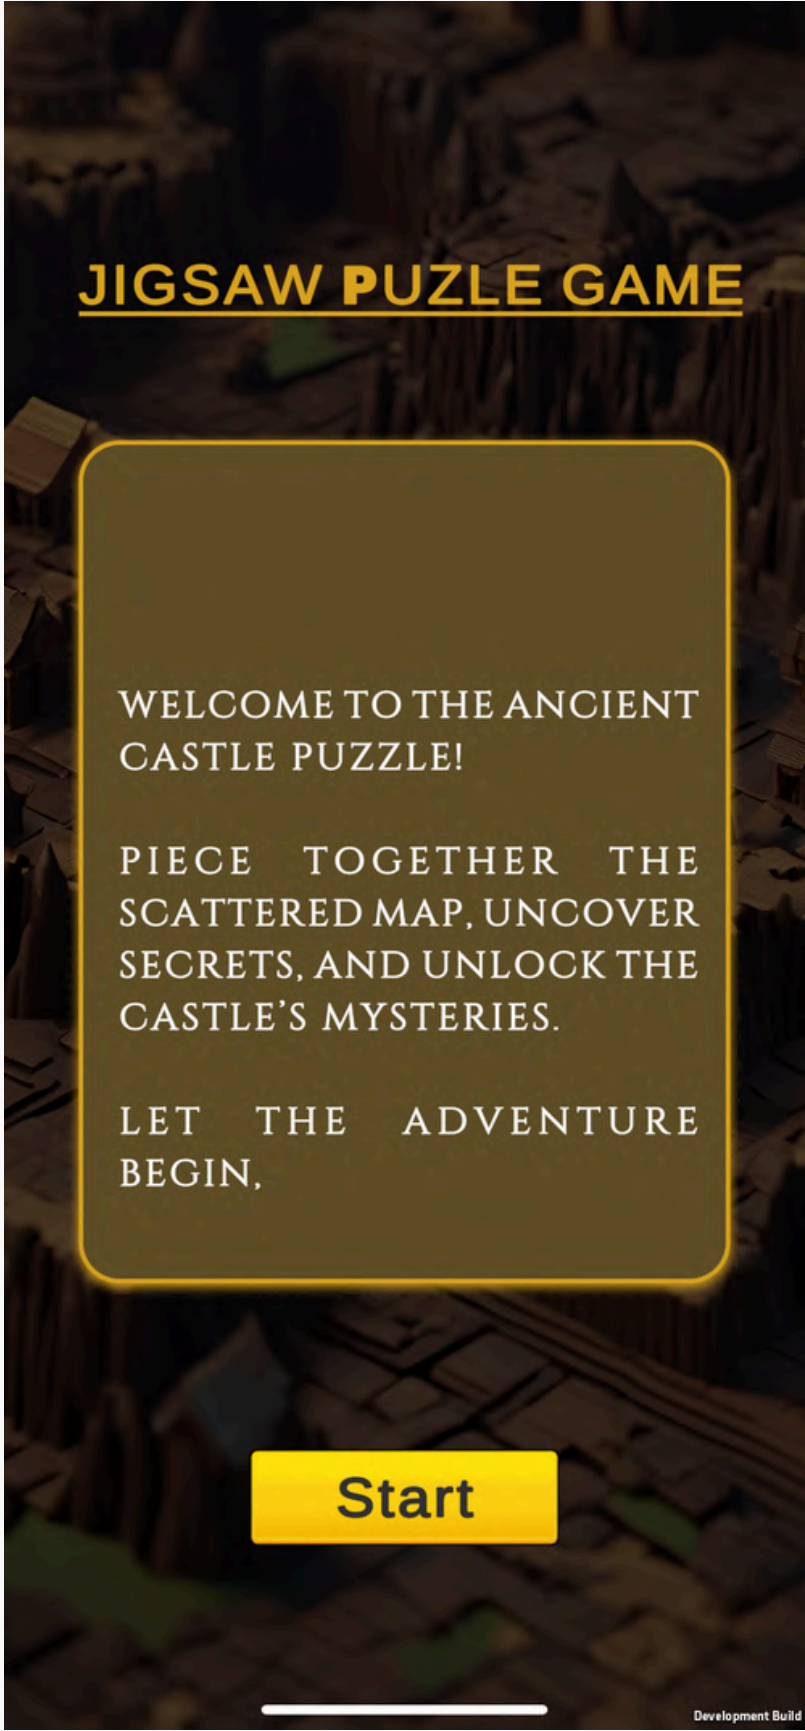 JIGSAW PUZLE GAME
WELCOME TO THE ANCIENT
CASTLE PUZZLE!
PIECE TOGETHER THE
SCATTERED MAP, UNCOVER
SECRETS, AND UNLOCK THE
CASTLE’S MYSTERIES.
LET THE ADVENTURE
BEGIN,
Start
Development Build